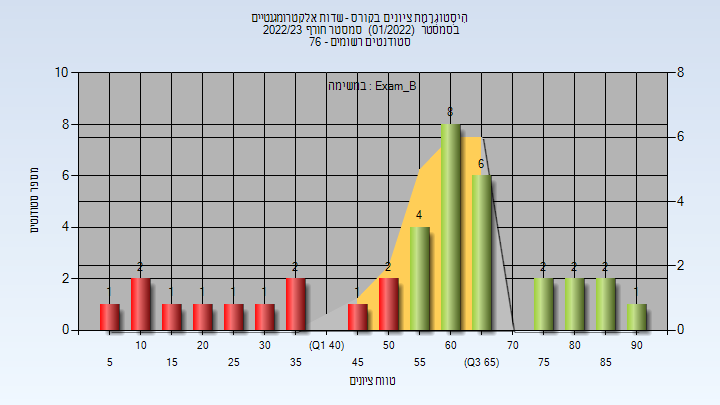 היסטוגרמת ציונים בקורס - שדות אלקטרומגנטיים
בסמסטר (01/2022) סמסטר חורף 2022/23
סטודנטים רשומים - 76
במשימה : Exam_B
10 8 6 4 2 0
8 6 4 2 0
1 2 1 1 1 1 2 1 2 4 8 6 2 2 2 1
מספר סטודנטים
10 20 30 (Q1 40) 50 60 70 80 90
5 15 25 35 45 55 (Q3 65) 75 85
טווח ציונים